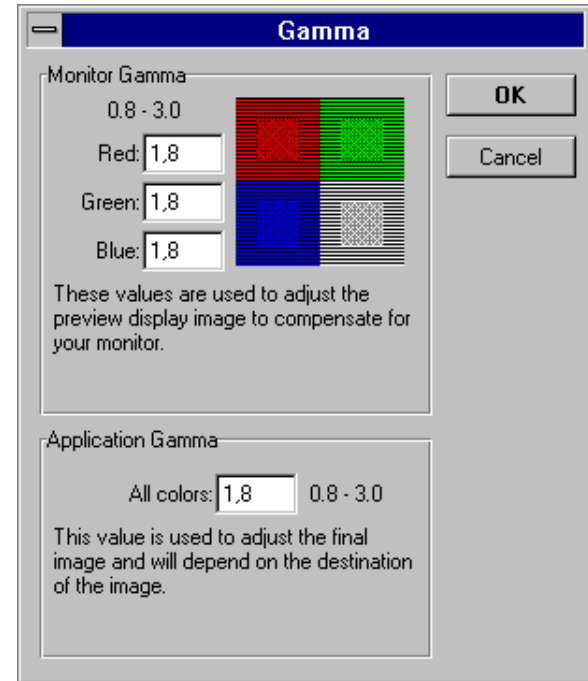 Gamma
Monitor Gamma
0.8 - 3.0
Red: 1,8
Green: 1,8
Blue: 1,8
These values are used to adjust the
preview display image to compensate for
your monitor.
OK
Cancel
Application Gamma
All colors: 1,8 0.8 - 3.0
This value is used to adjust the final
image and will depend on the destination
of the image.